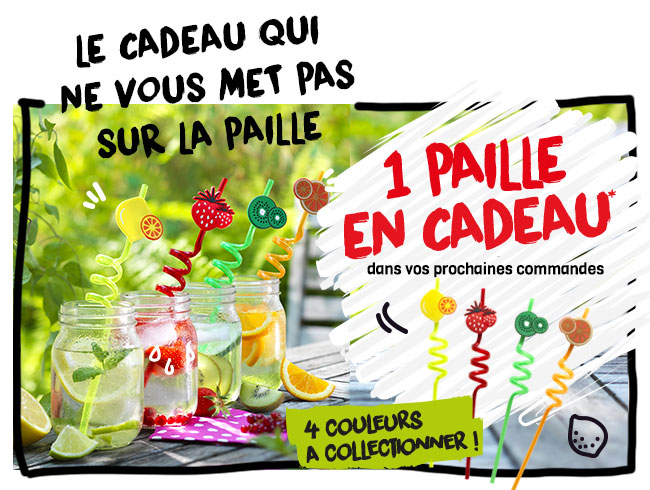 LE CADEAU QUI
NE VOUS MET PAS
SUR LA PAILLE
1 PAILLE
EN CADEAU*
dans vos prochaines commandes
4 COULEURS
A COLLECTIONNER !